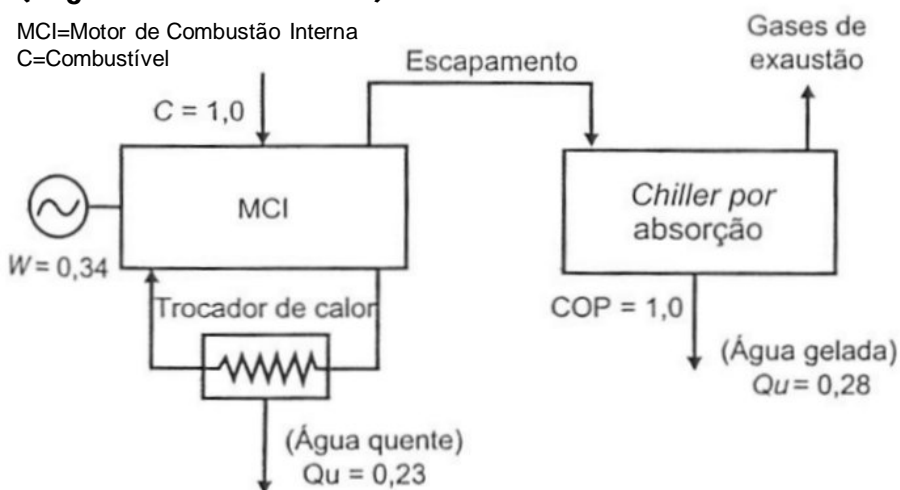 MCI=Motor de Combustão Interna
C=Combustível
C = 1,0
Escapamento
Gases de
exaustão
MCI
W = 0,34
Trocador de calor
Chiller por
absorção
COP = 1,0
(Água gelada)
Qu = 0,28
(Água quente)
Qu = 0,23